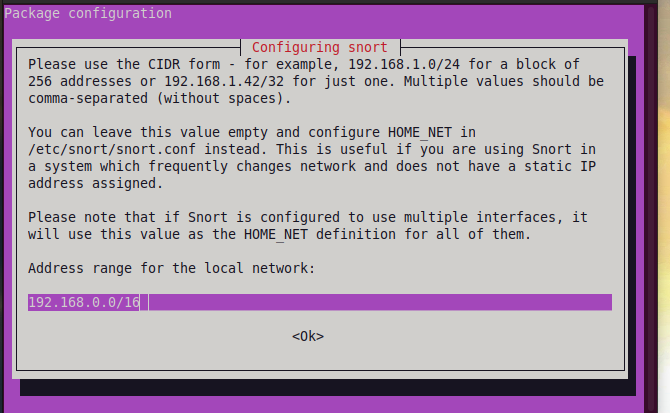 Package configuration
Configuring snort
Please use the CIDR form - for example, 192.168.1.0/24 for a block of
256 addresses or 192.168.1.42/32 for just one. Multiple values should be
comma-separated (without spaces).
You can leave this value empty and configure HOME_NET in
/etc/snort/snort.conf instead. This is useful if you are using Snort in
a system which frequently changes network and does not have a static IP
address assigned.
Please note that if Snort is configured to use multiple interfaces, it
will use this value as the HOME_NET definition for all of them.
Address range for the local network:
192.168.0.0/16
<Ok>